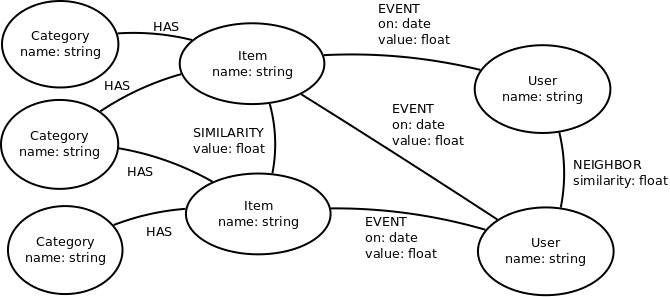 Category
name: string
HAS
Item
name: string
EVENT
on: date
value: float
User
name: string
HAS
Category
name: string
SIMILARITY
value: float
EVENT
on: date
value: float
HAS
NEIGHBOR
similarity: float
Category
name: string
HAS
Item
name: string
EVENT
on: date
value: float
User
name: string